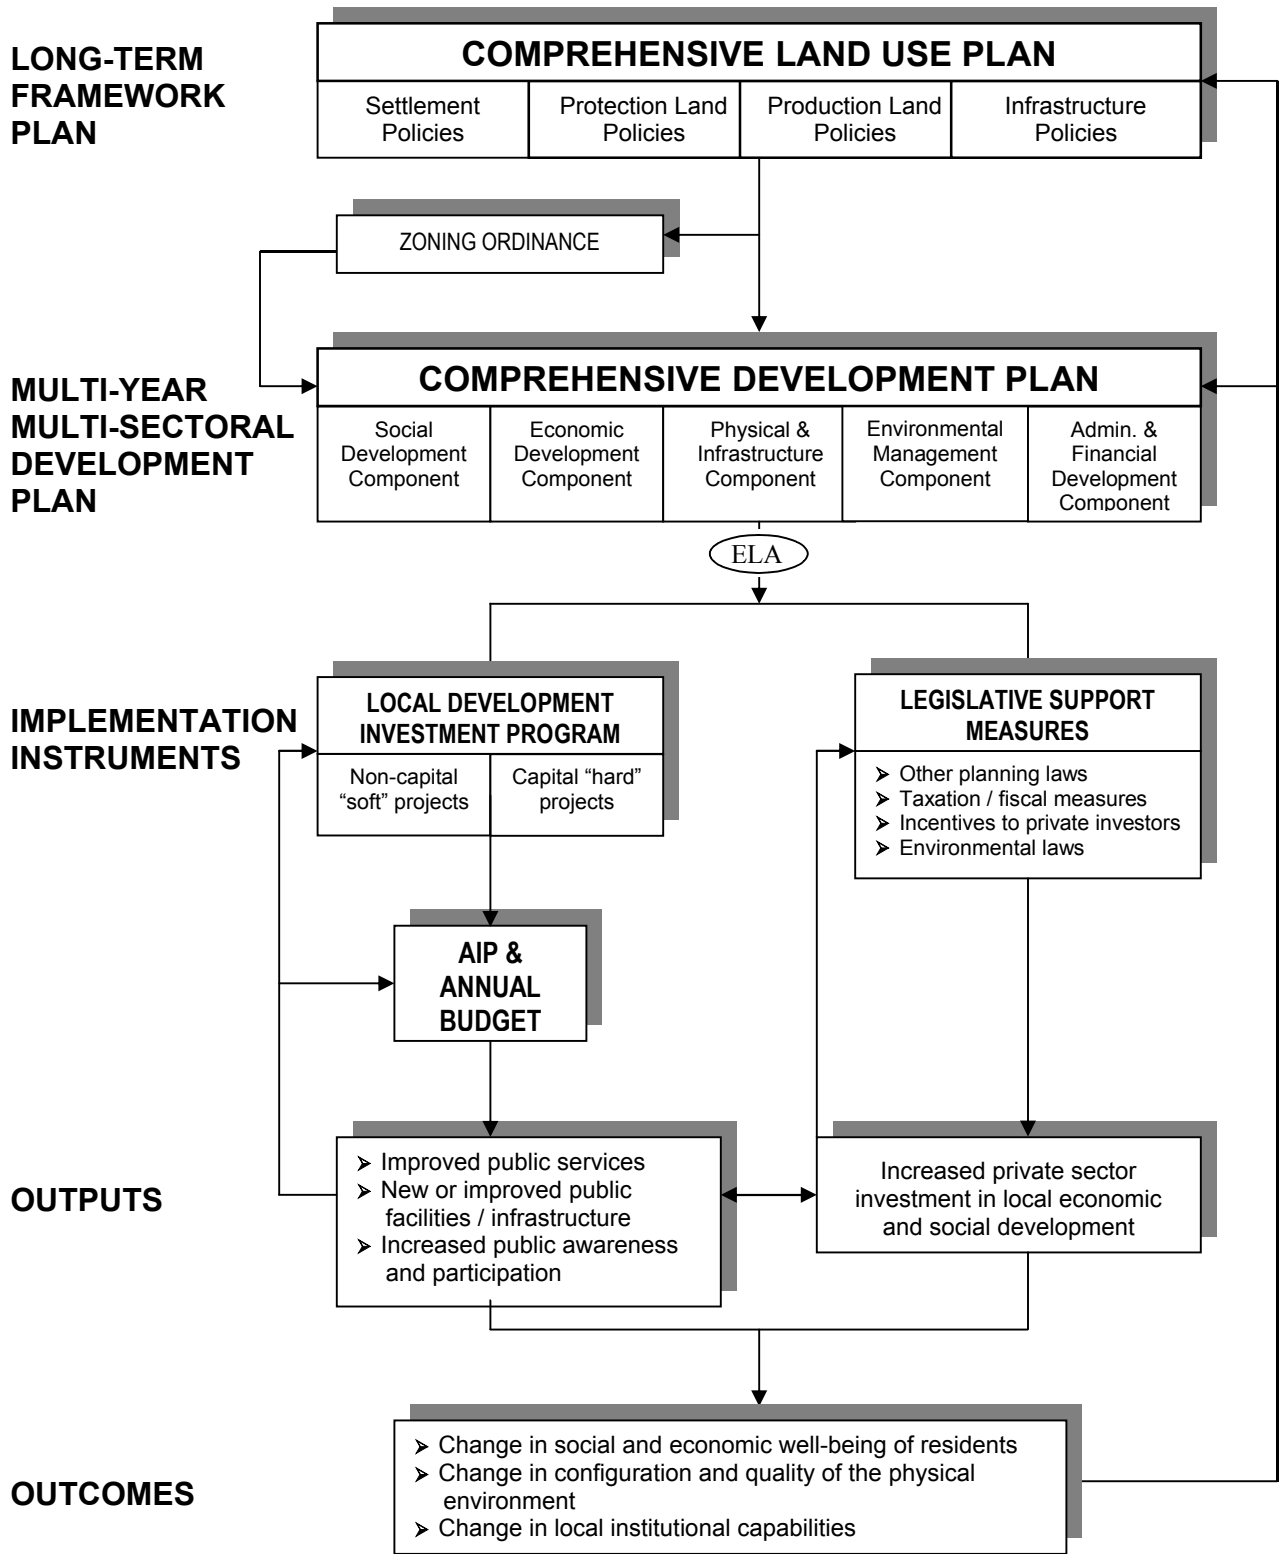 LONG-TERM
FRAMEWORK
PLAN
COMPREHENSIVE LAND USE PLAN
Settlement
Policies
Protection Land
Policies
Production Land
Policies
Infrastructure
Policies
ZONING ORDINANCE
MULTI-YEAR
MULTI-SECTORAL
DEVELOPMENT
PLAN
COMPREHENSIVE DEVELOPMENT PLAN
Social
Development
Component
Economic
Development
Component
Physical &
Infrastructure
Component
Environmental
Management
Component
Admin. &
Financial
Development
Component
ELA
IMPLEMENTATION
INSTRUMENTS
LOCAL DEVELOPMENT
INVESTMENT PROGRAM
Non-capital
“soft” projects
Capital “hard”
projects
LEGISLATIVE SUPPORT
MEASURES
➢ Other planning laws
➢ Taxation / fiscal measures
➢ Incentives to private investors
➢ Environmental laws
AIP &
ANNUAL
BUDGET
OUTPUTS
➢ Improved public services
➢ New or improved public
facilities / infrastructure
➢ Increased public awareness
and participation
Increased private sector
investment in local economic
and social development
OUTCOMES
➢ Change in social and economic well-being of residents
➢ Change in configuration and quality of the physical
environment
➢ Change in local institutional capabilities